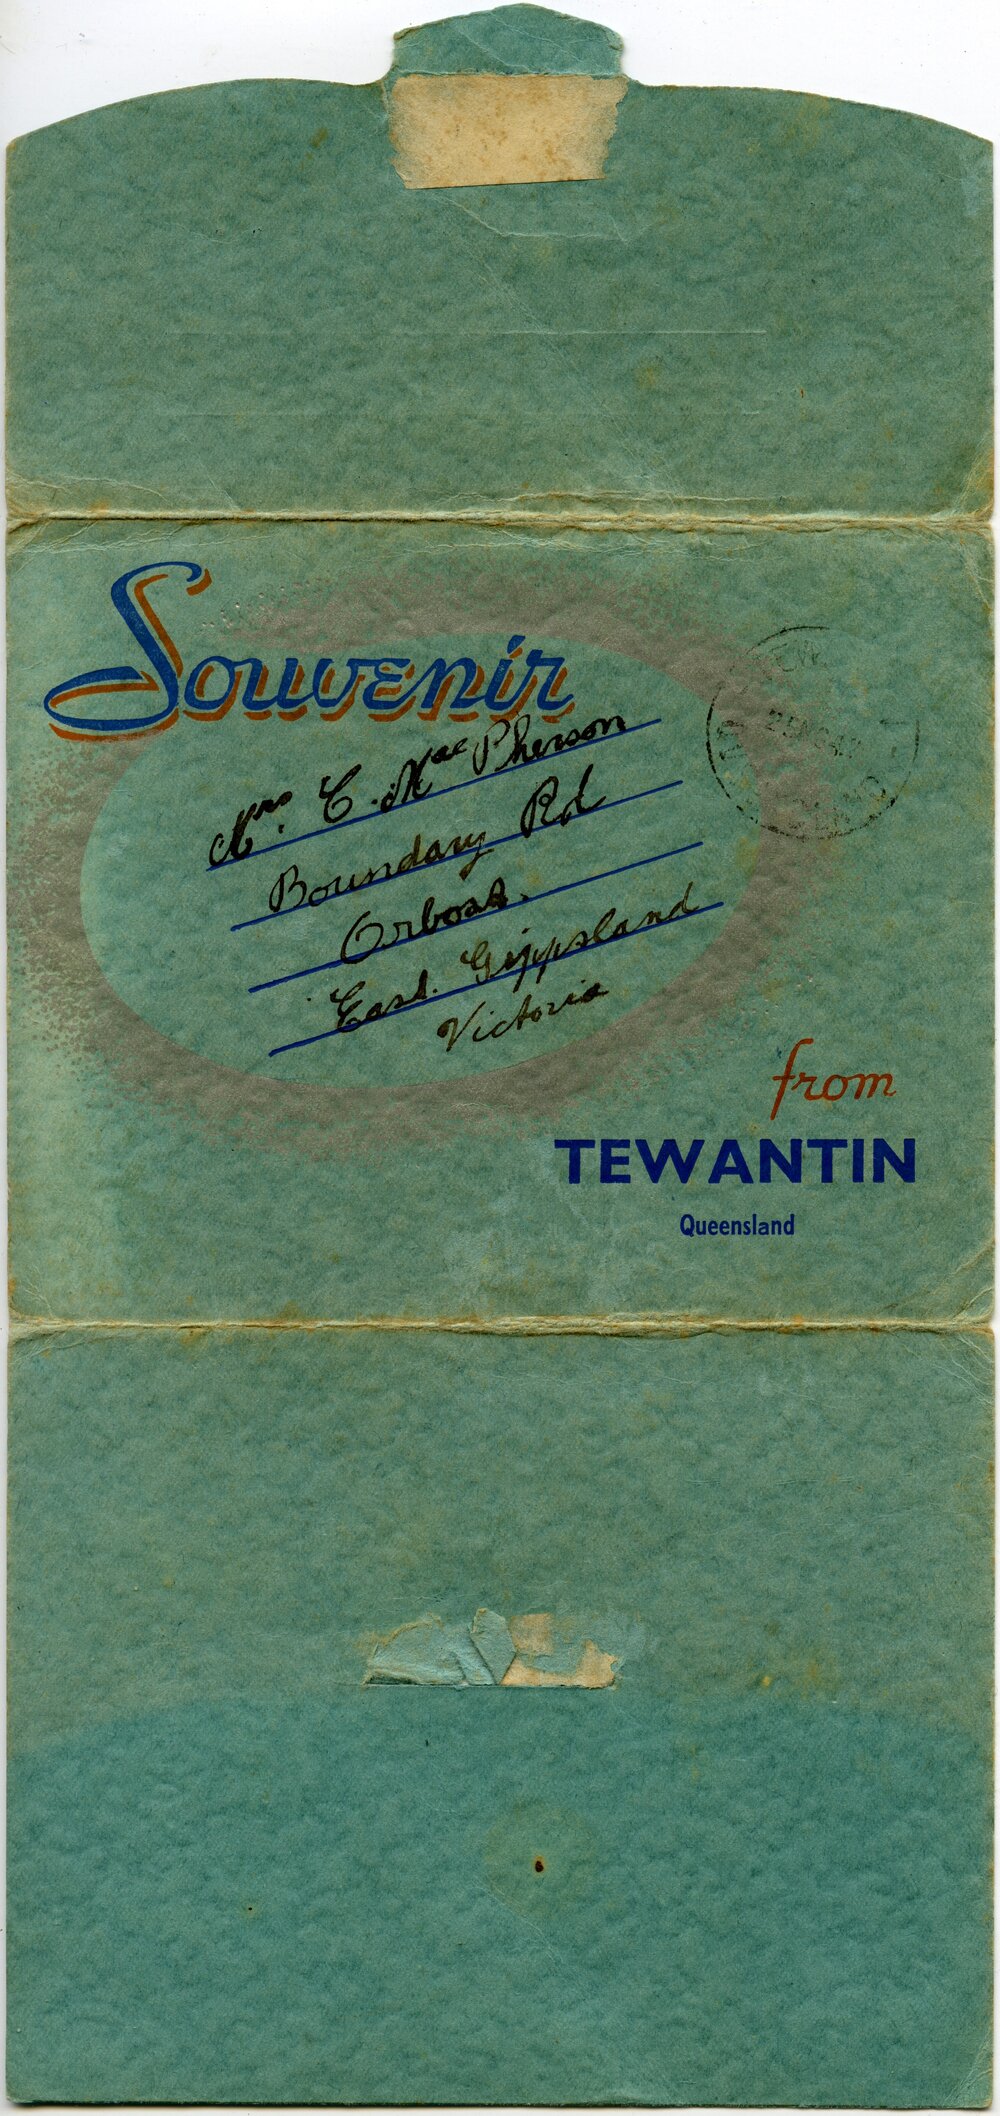 Souvenir
Mrs. C. MacPherson
Boundary Rd
Orbost.
East. Gippsland
Victoria
from
TEWANTIN
Queensland